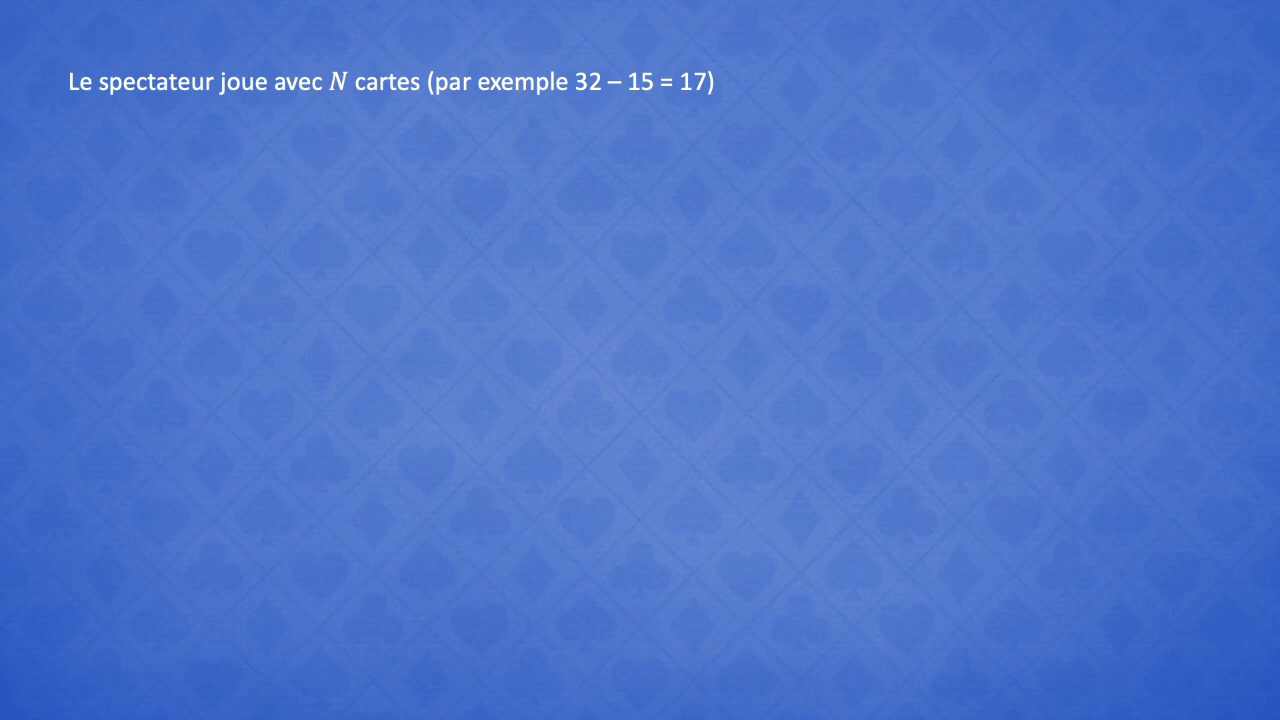 Le spectateur joue avec N cartes (par exemple 32 – 15 = 17)